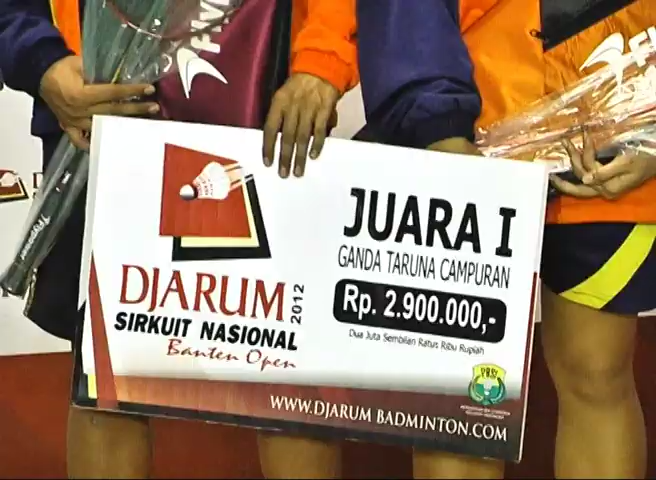 JUARA I
GANDA TARUNA CAMPURAN
Rp. 2.900.000,-
Dua Juta Sembilan Ratus Ribu Rupiah
DJARUM
2012
SIRKUIT NASIONAL
Banten Open
PBSI
WWW.DJARUM BADMINTON.COM